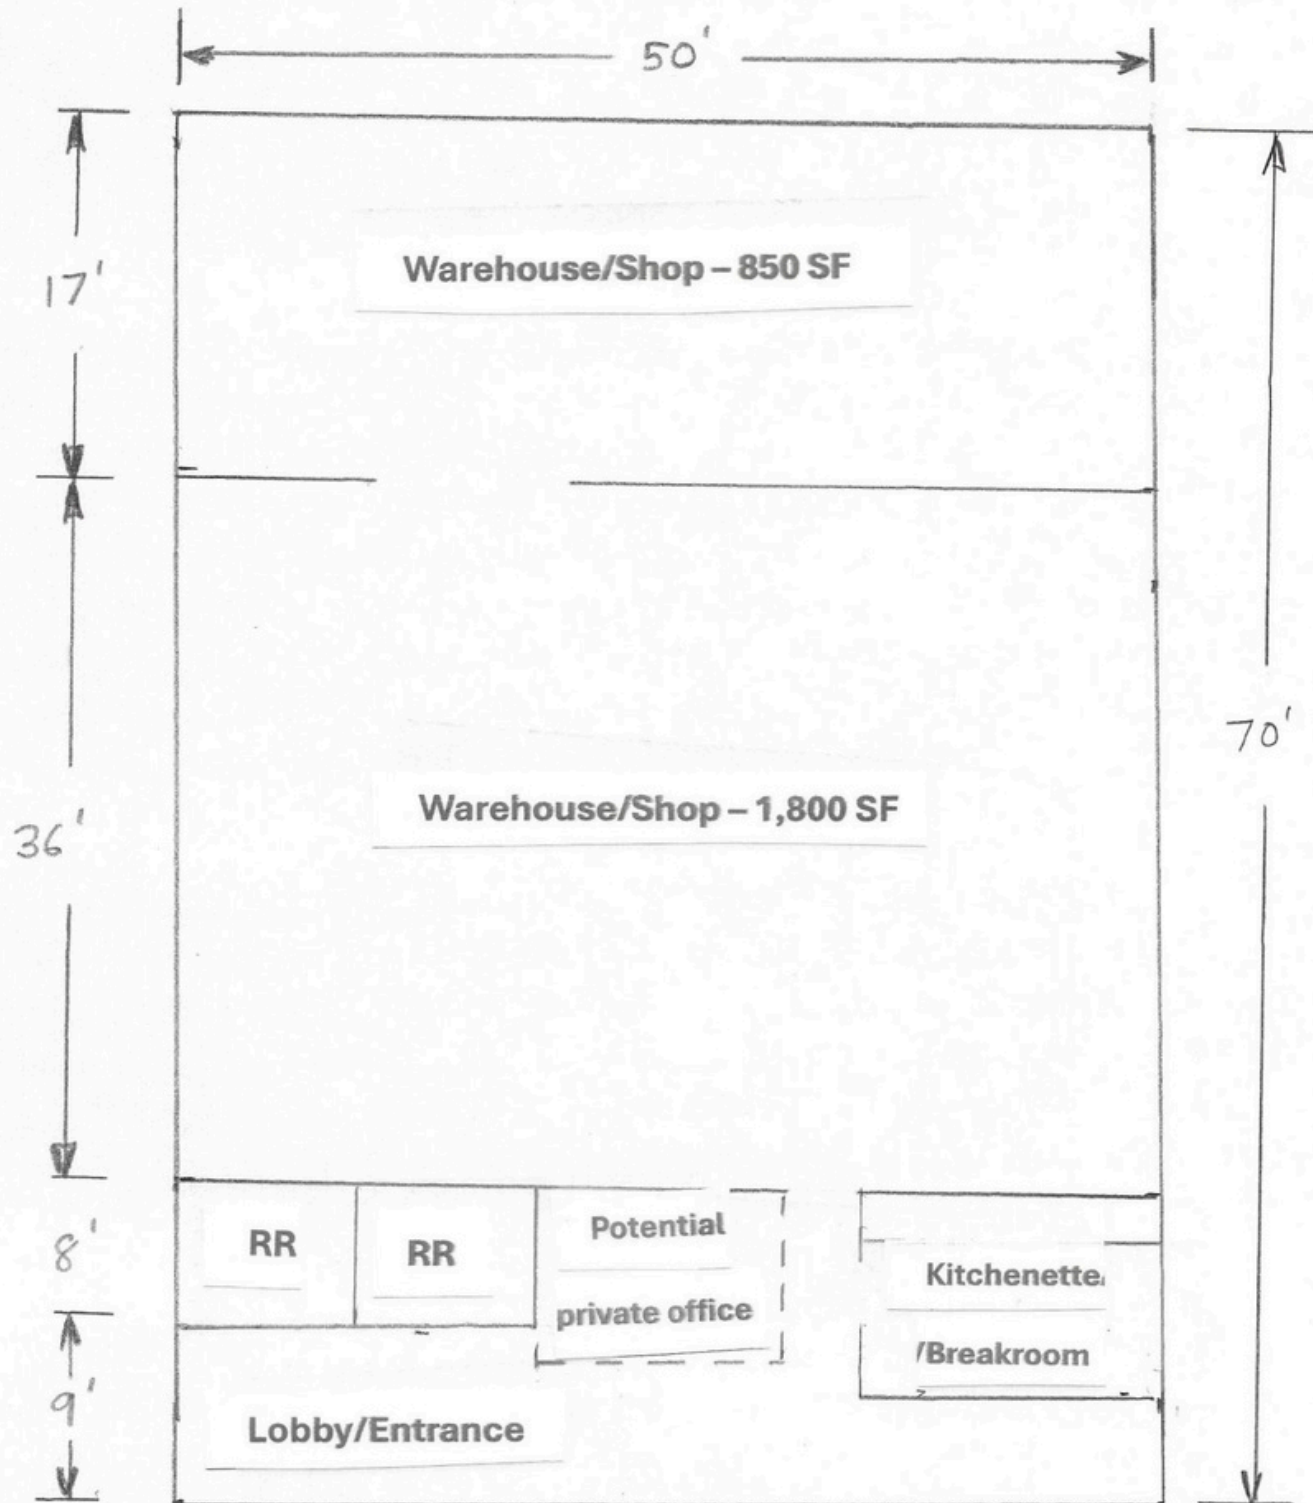 50'
17'
Warehouse/Shop – 850 SF
70'
36'
Warehouse/Shop – 1,800 SF
8'
RR
RR
Potential
private office
Kitchenette
/Breakroom
9'
Lobby/Entrance